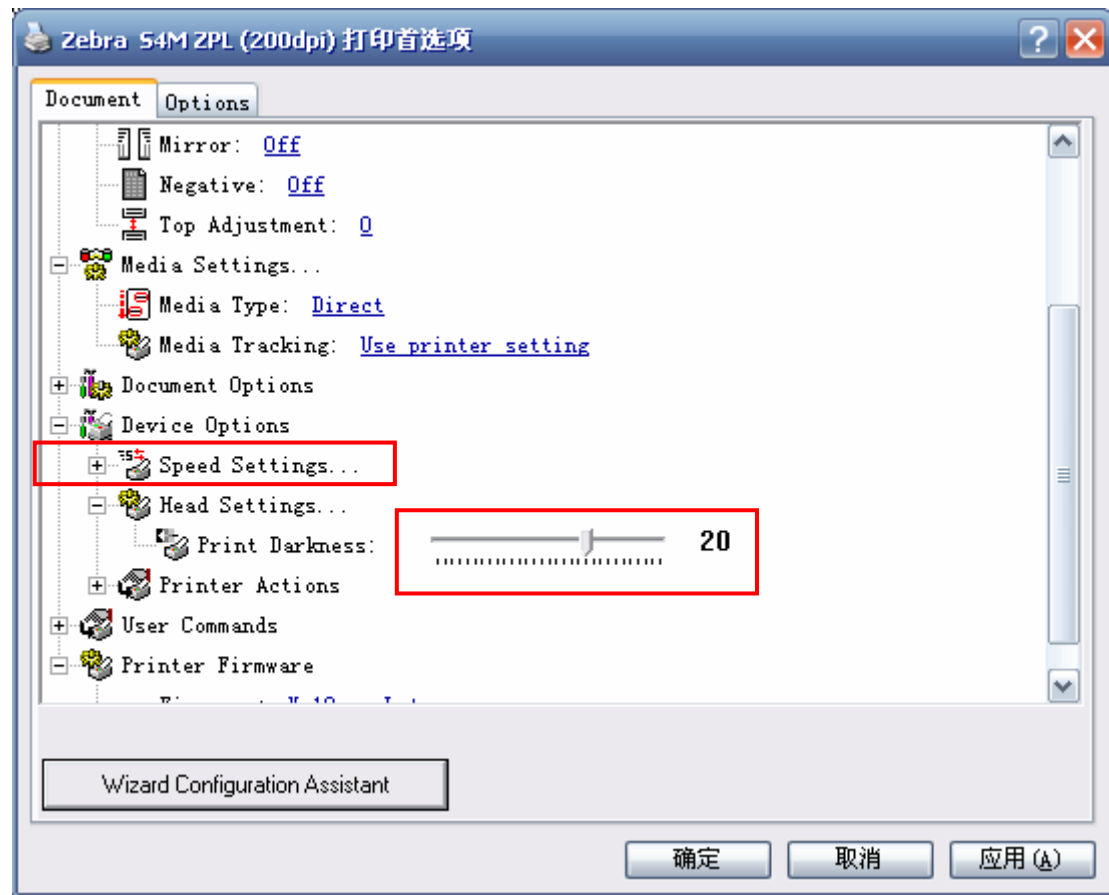 Zebra S4M ZPL (200dpi) 打印首选项
Document Options
Mirror: Off
Negative: Off
Top Adjustment: 0
Media Settings...
Media Type: Direct
Media Tracking: Use printer setting
Document Options
Device Options
Speed Settings...
Head Settings...
Print Darkness: 20
Printer Actions
User Commands
Printer Firmware
Wizard Configuration Assistant
确定 取消 应用(A)